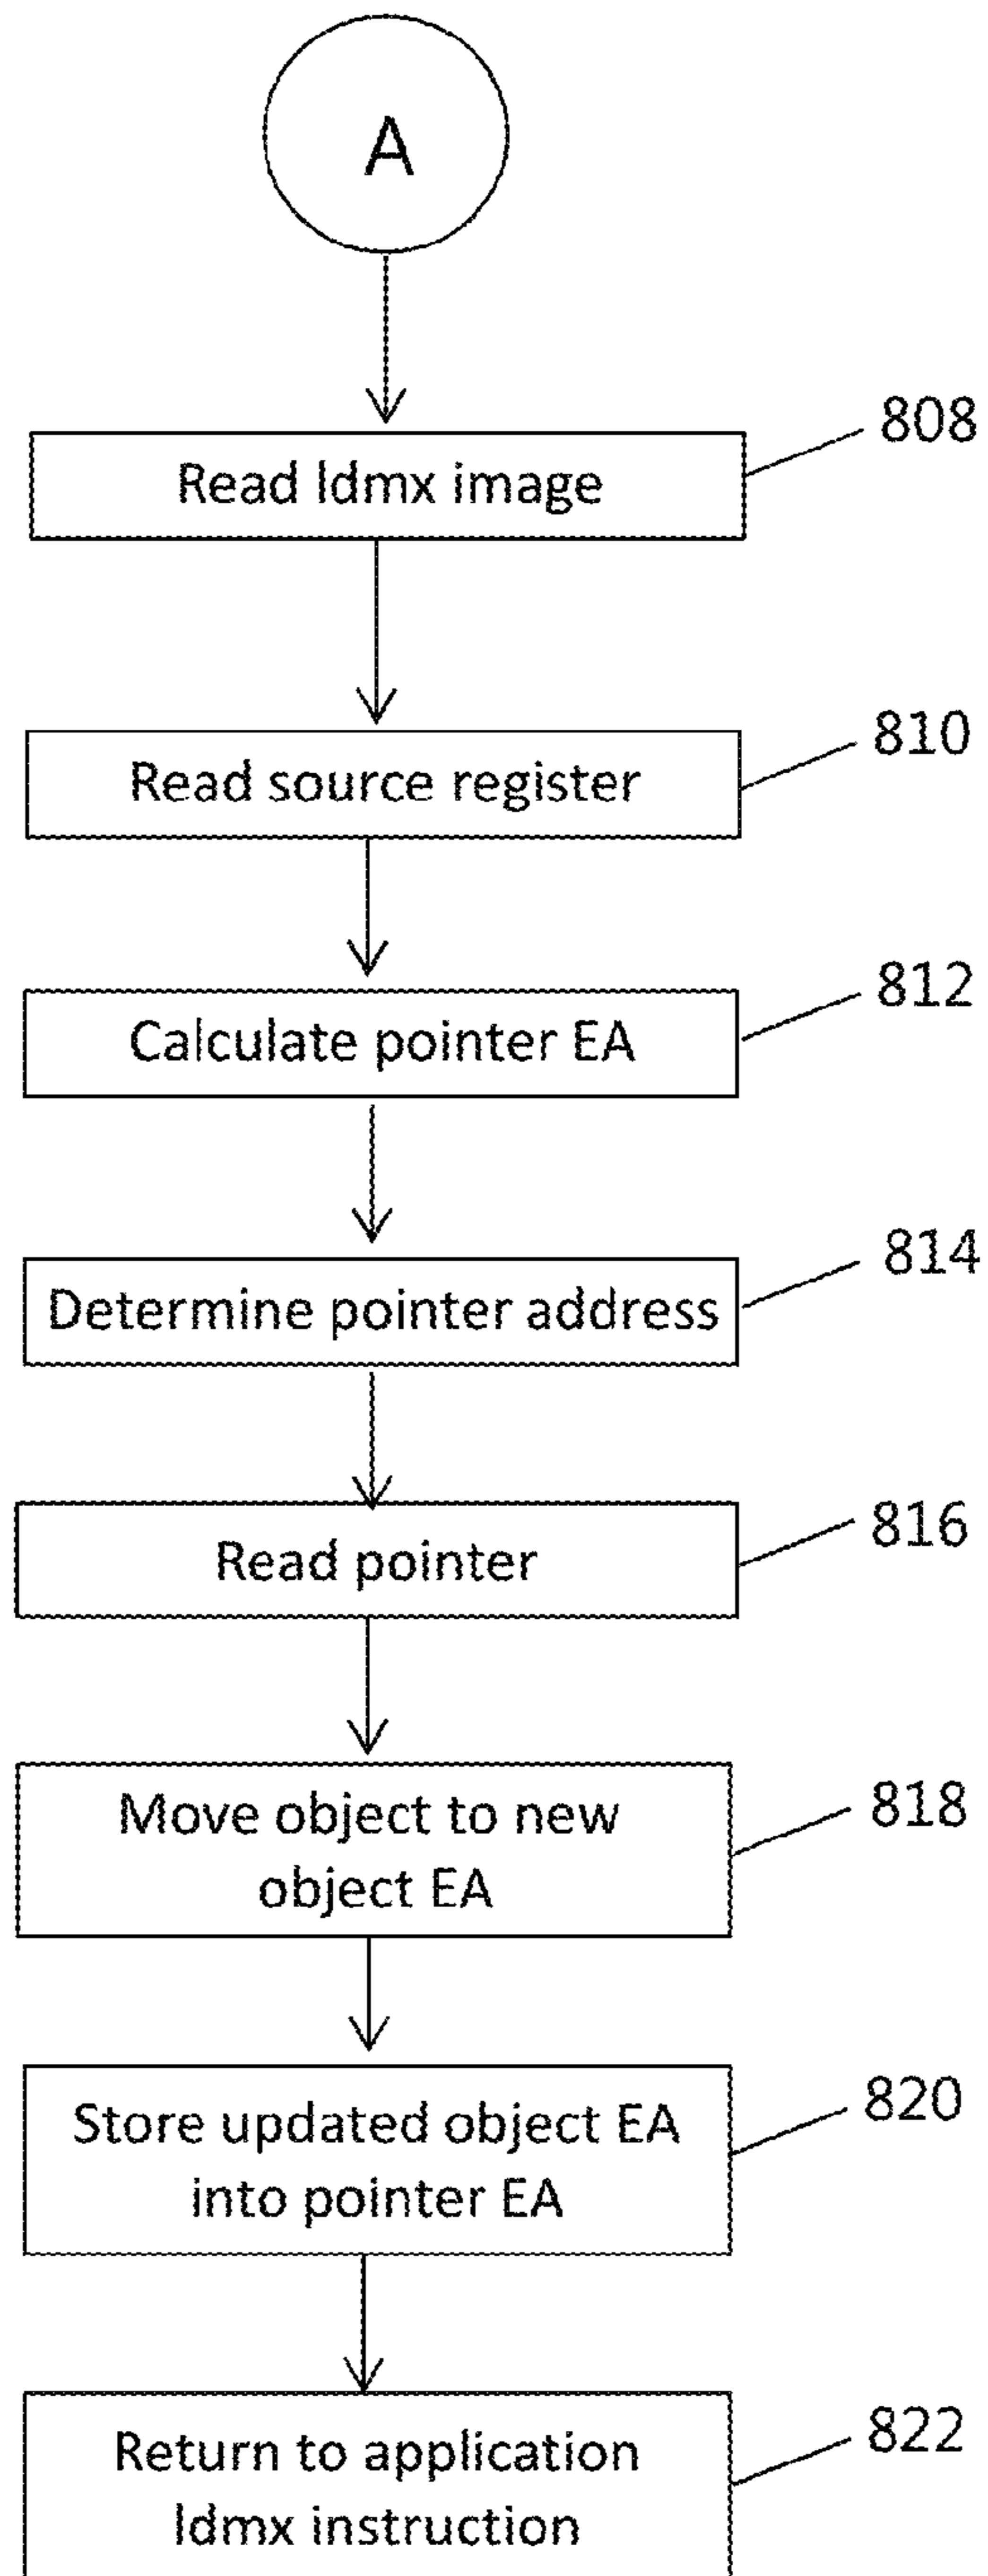 A
808
Read ldmx image
810
Read source register
812
Calculate pointer EA
814
Determine pointer address
816
Read pointer
818
Move object to new
object EA
820
Store updated object EA
into pointer EA
822
Return to application
ldmx instruction